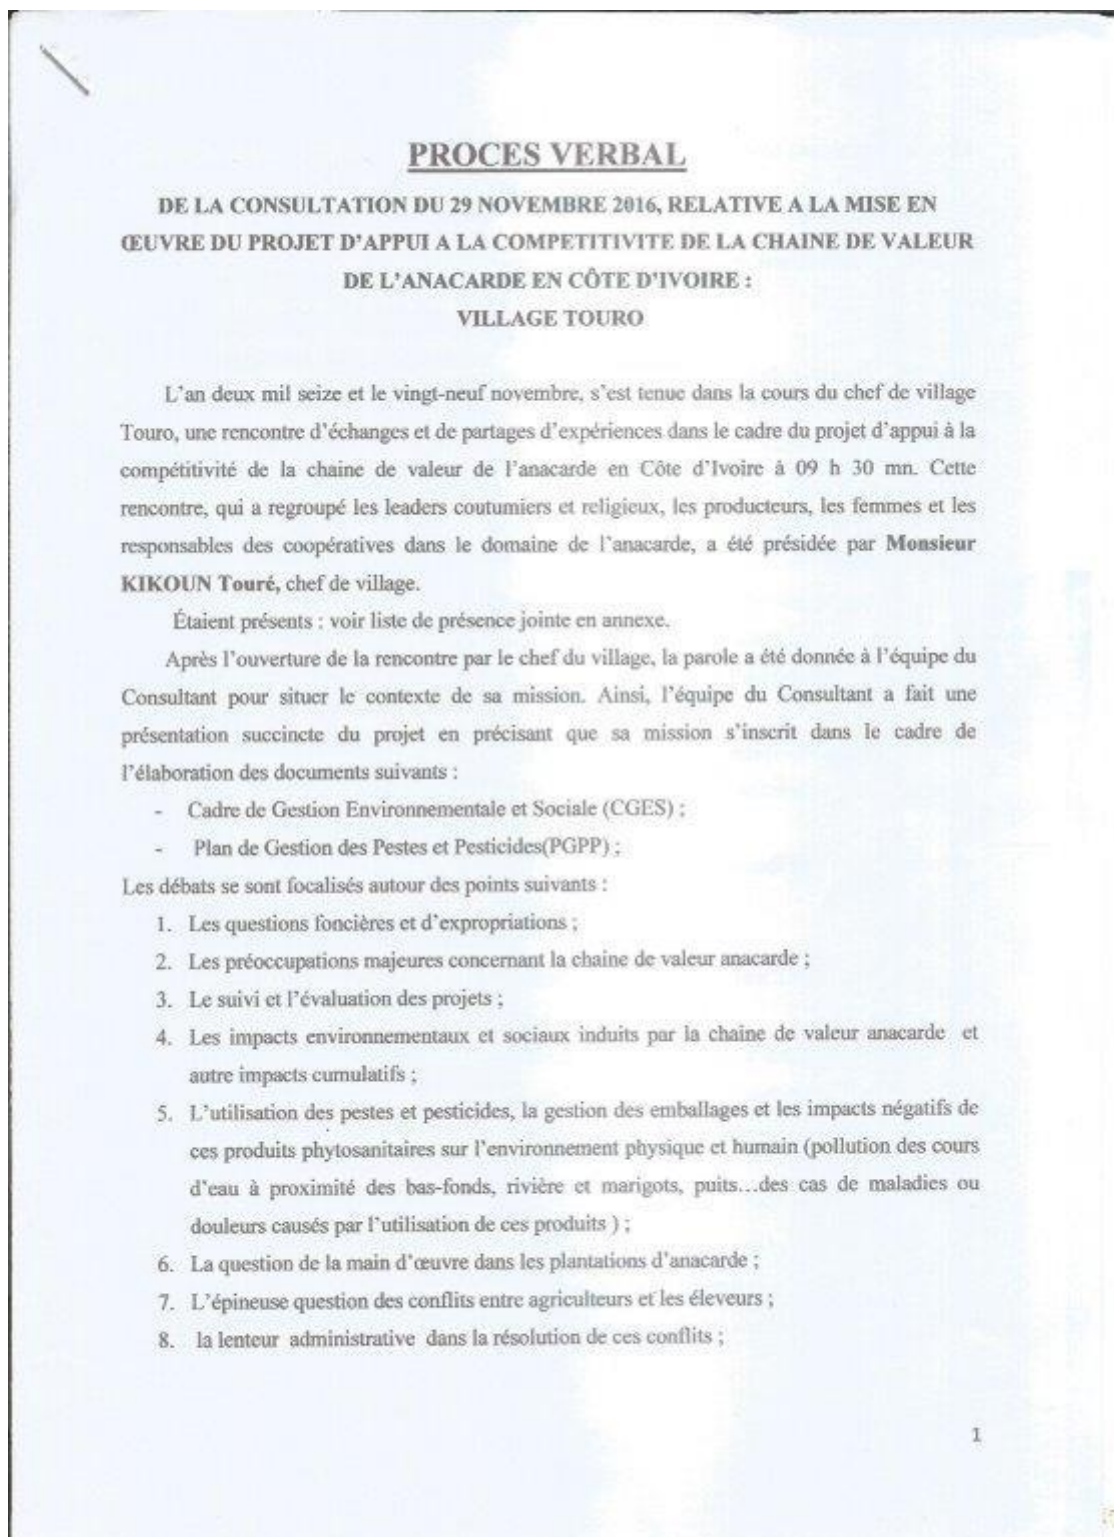 PROCES VERBAL
DE LA CONSULTATION DU 29 NOVEMBRE 2016, RELATIVE A LA MISE EN
ŒUVRE DU PROJET D'APPUI A LA COMPETITIVITE DE LA CHAINE DE VALEUR
DE L'ANACARDE EN CÔTE D'IVOIRE :
VILLAGE TOURO
L'an deux mil seize et le vingt-neuf novembre, s'est tenue dans la cours du chef de village
Touro, une rencontre d'échanges et de partages d'expériences dans le cadre du projet d'appui à la
compétitivité de la chaine de valeur de l'anacarde en Côte d'Ivoire à 09 h 30 mn. Cette
rencontre, qui a regroupé les leaders coutumiers et religieux, les producteurs, les femmes et les
responsables des coopératives dans le domaine de l'anacarde, a été présidée par Monsieur
KIKOUN Touré, chef de village.
Étaient présents : voir liste de présence jointe en annexe.
Après l'ouverture de la rencontre par le chef du village, la parole a été donnée à l'équipe du
Consultant pour situer le contexte de sa mission. Ainsi, l'équipe du Consultant a fait une
présentation succincte du projet en précisant que sa mission s'inscrit dans le cadre de
l'élaboration des documents suivants :
- Cadre de Gestion Environnementale et Sociale (CGES) ;
- Plan de Gestion des Pestes et Pesticides(PGPP) ;
Les débats se sont focalisés autour des points suivants :
1. Les questions foncières et d'expropriations ;
2. Les préoccupations majeures concernant la chaine de valeur anacarde ;
3. Le suivi et l'évaluation des projets ;
4. Les impacts environnementaux et sociaux induits par la chaine de valeur anacarde et
autre impacts cumulatifs ;
5. L'utilisation des pestes et pesticides, la gestion des emballages et les impacts négatifs de
ces produits phytosanitaires sur l'environnement physique et humain (pollution des cours
d'eau à proximité des bas-fonds, rivière et marigots, puits…des cas de maladies ou
douleurs causés par l'utilisation de ces produits ) ;
6. La question de la main d'œuvre dans les plantations d'anacarde ;
7. L'épineuse question des conflits entre agriculteurs et les éleveurs ;
8. la lenteur administrative dans la résolution de ces conflits ;
1